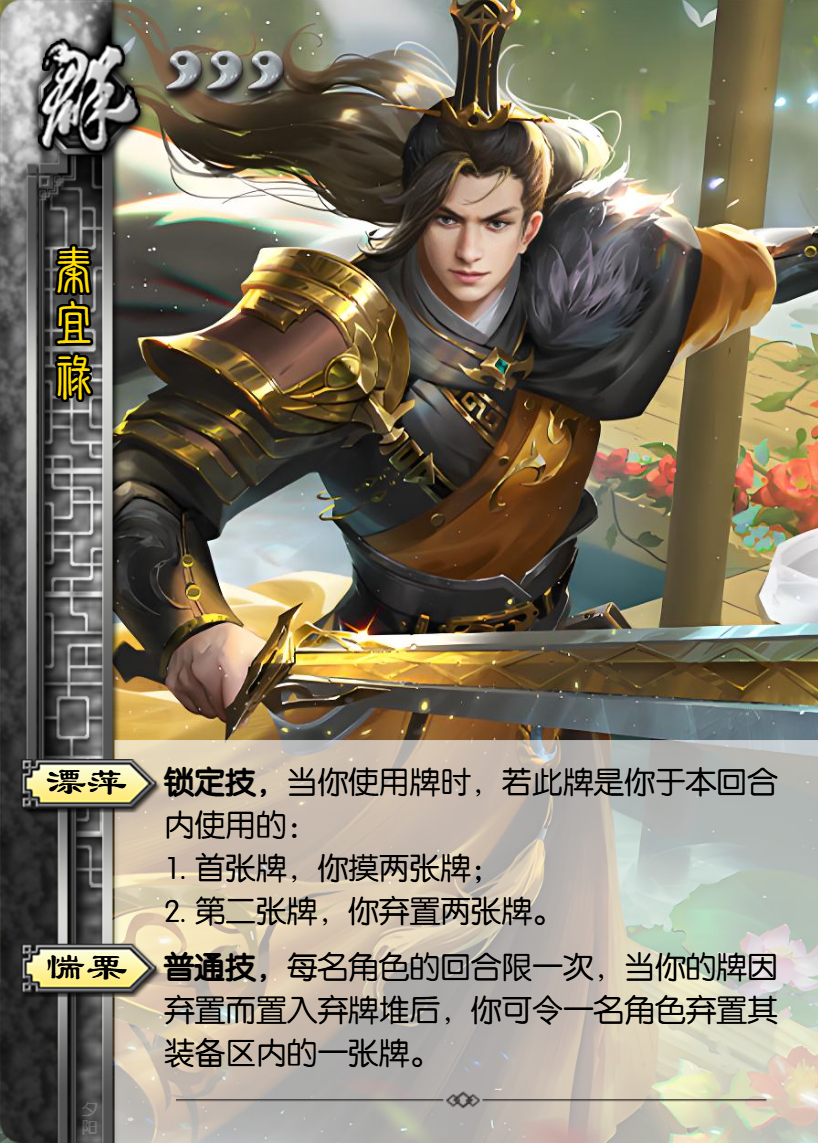 群
秦宜禄
漂萍
锁定技，当你使用牌时，若此牌是你于本回合
内使用的：
1. 首张牌，你摸两张牌；
2. 第二张牌，你弃置两张牌。
惴栗
普通技，每名角色的回合限一次，当你的牌因
弃置而置入弃牌堆后，你可令一名角色弃置其
装备区内的一张牌。
夕阳